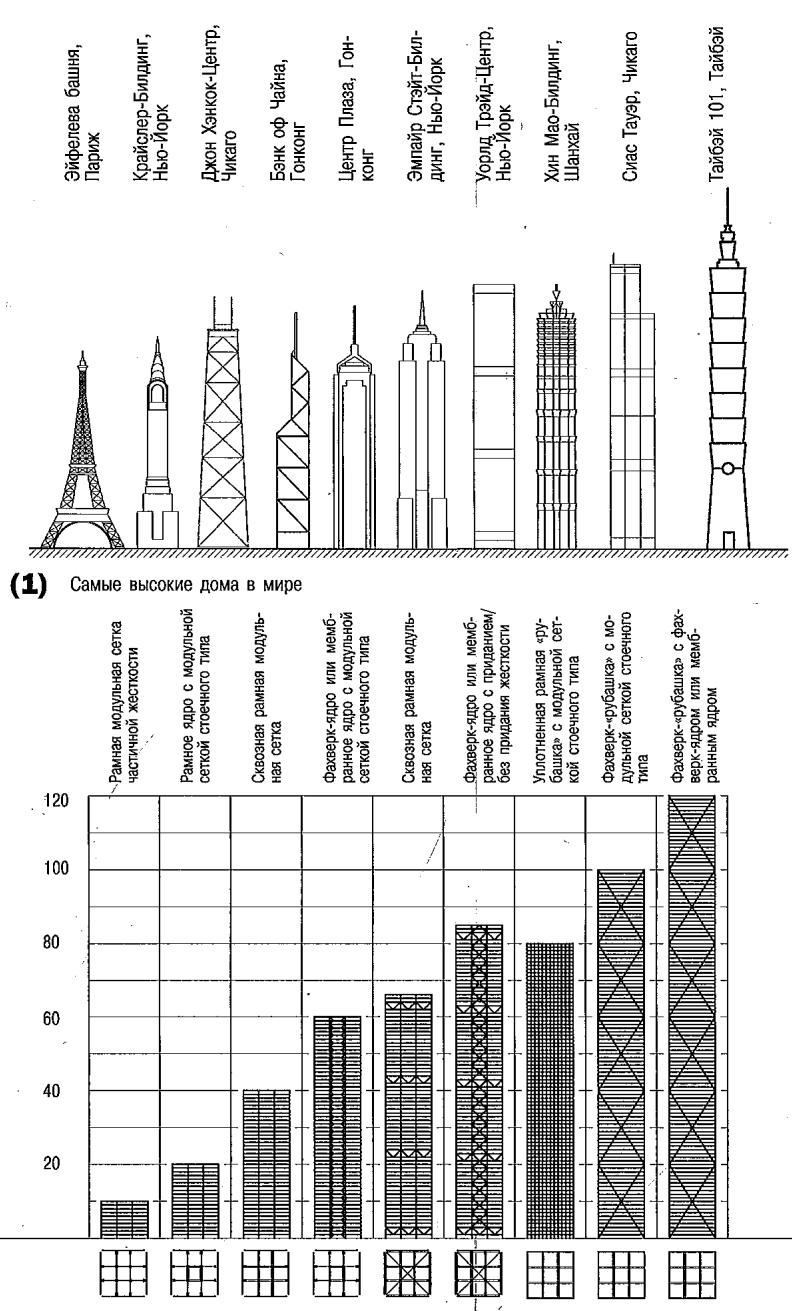 Эйфелева башня,
Париж
Крайслер-Билдинг,
Нью-Йорк
Джон Хэнкок-Центр,
Чикаго
Бэнк оф Чайна,
Гонконг
Центр Плаза, Гон-
конг
Эмпайр Стэйт-Бил-
динг, Нью-Йорк
Уорлд Трэйд-Центр,
Нью-Йорк
Хин Мао-Билдинг,
Шанхай
Сиас Тауэр, Чикаго
Тайбэй 101, Тайбэй
(1) Самые высокие дома в мире
Рамная модульная сетка
частичной жесткости
Рамное ядро с модульной
сеткой стоечного типа
Сквозная рамная модуль-
ная сетка
Фахверк-ядро или мемб-
ранное ядро с модульной
сеткой стоечного типа
Сквозная рамная модуль-
ная сетка
Фахверк-ядро или мемб-
ранное ядро с приданием/
без придания жесткости
Уплотненная рамная «ру-
башка» с модульной сет-
кой стоечного типа
Фахверк-«рубашка» с мо-
дульной сеткой стоечного
типа
Фахверк-«рубашка» с фах-
верк-ядром или мемб-
ранным ядром
120
100
80
60
40
20